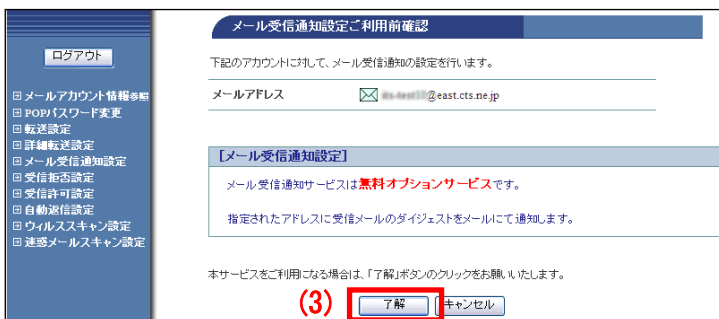 メール受信通知設定ご利用前確認
ログアウト
下記のアカウントに対して、メール受信通知の設定を行います。
メールアドレス
@east.cts.ne.jp
メールアカウント情報参照
POPパスワード変更
転送設定
詳細転送設定
メール受信通知設定
受信拒否設定
受信許可設定
自動返信設定
ウィルススキャン設定
迷惑メールスキャン設定
[メール受信通知設定]
メール受信通知サービスは無料オプションサービスです。
指定されたアドレスに受信メールのダイジェストをメールにて通知します。
本サービスをご利用になる場合は、「了解」ボタンのクリックをお願いいたします。
(3)
了解
キャンセル